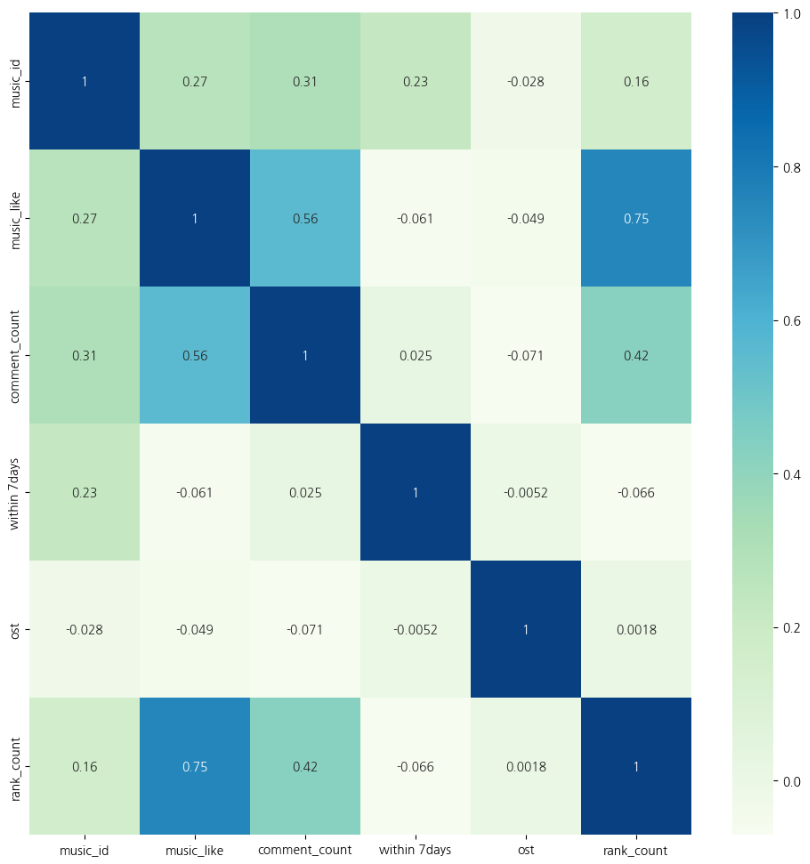 1.0
music_id 1 0.27 0.31 0.23 -0.028 0.16
0.8
music_like 0.27 1 0.56 -0.061 -0.049 0.75
0.6
comment_count 0.31 0.56 1 0.025 -0.071 0.42
0.4
within 7days 0.23 -0.061 0.025 1 -0.0052 -0.066
0.2
ost -0.028 -0.049 -0.071 -0.0052 1 0.0018
rank_count 0.16 0.75 0.42 -0.066 0.0018 1
0.0
music_id music_like comment_count within 7days ost rank_count